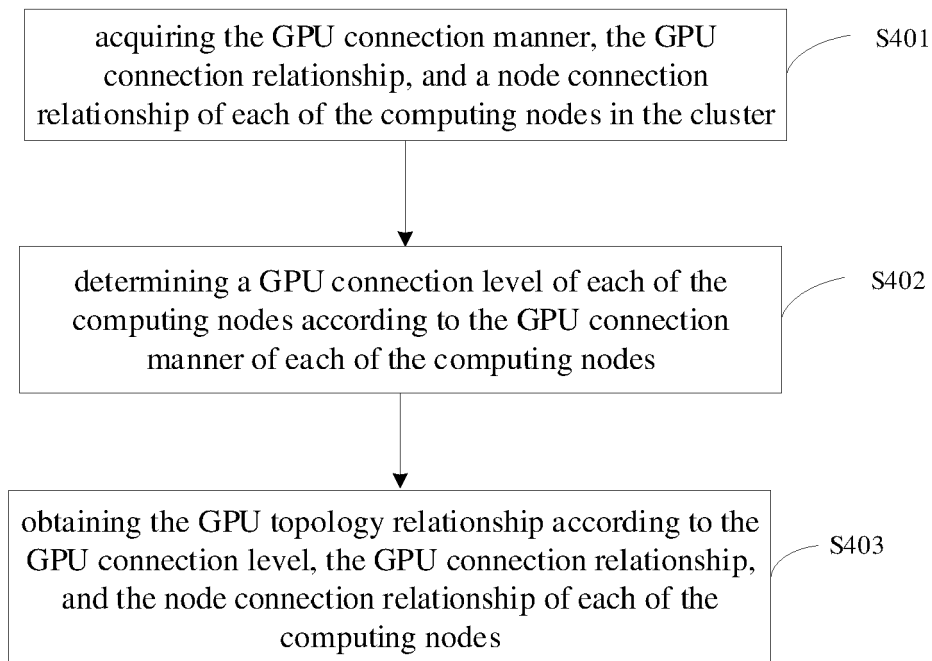 acquiring the GPU connection manner, the GPU
connection relationship, and a node connection
relationship of each of the computing nodes in the cluster
S401
determining a GPU connection level of each of the
computing nodes according to the GPU connection
manner of each of the computing nodes
S402
obtaining the GPU topology relationship according to the
GPU connection level, the GPU connection relationship,
and the node connection relationship of each of the
computing nodes
S403